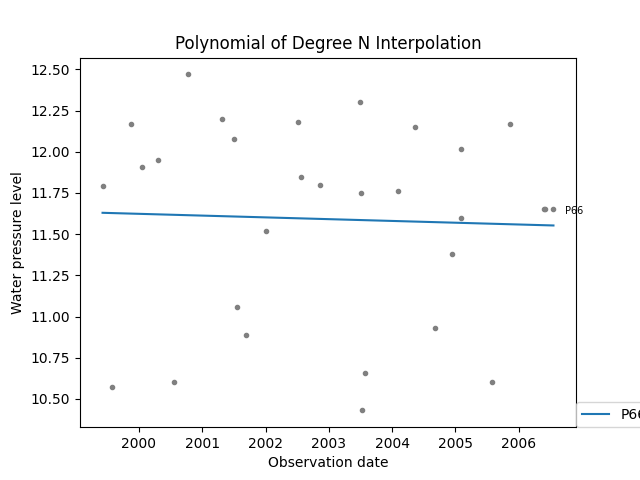 Polynomial of Degree N Interpolation
Water pressure level
12.50
12.25
12.00
11.75
11.50
11.25
11.00
10.75
10.50
P66
P66
2000 2001 2002 2003 2004 2005 2006
Observation date